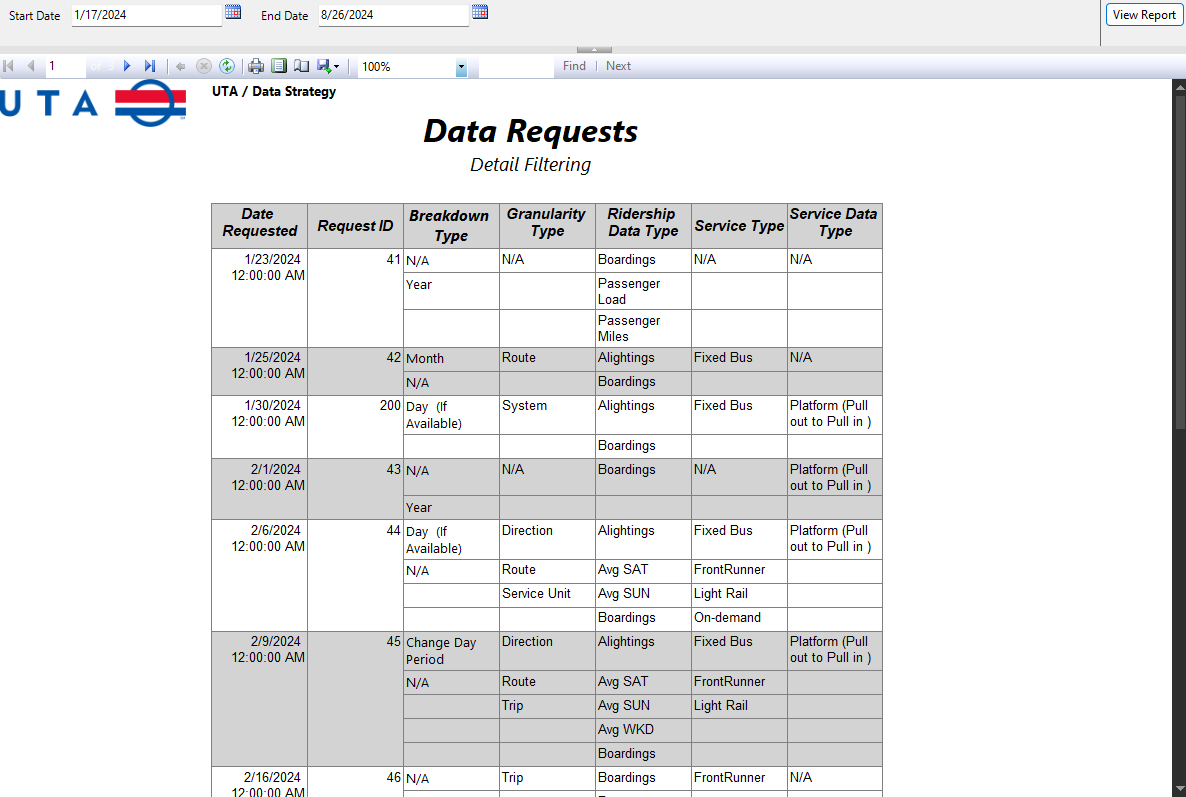 Start Date 1/17/2024 End Date 8/26/2024 View Report
1 100% Find | Next
UTA UTA / Data Strategy
Data Requests
Detail Filtering
Date Requested Request ID Breakdown Type Granularity Type Ridership Data Type Service Type Service Data Type
1/23/2024 12:00:00 AM 41 N/A N/A Boardings N/A N/A
Year Passenger Load
Passenger Miles
1/25/2024 12:00:00 AM 42 Month Route Alightings Fixed Bus N/A
N/A Boardings
1/30/2024 12:00:00 AM 200 Day (If Available) System Alightings Fixed Bus Platform (Pull out to Pull in )
Boardings
2/1/2024 12:00:00 AM 43 N/A N/A Boardings N/A Platform (Pull out to Pull in )
Year
2/6/2024 12:00:00 AM 44 Day (If Available) Direction Alightings Fixed Bus Platform (Pull out to Pull in )
N/A Route Avg SAT FrontRunner
Service Unit Avg SUN Light Rail
Boardings On-demand
2/9/2024 12:00:00 AM 45 Change Day Period Direction Alightings Fixed Bus Platform (Pull out to Pull in )
N/A Route Avg SAT FrontRunner
Trip Avg SUN Light Rail
Avg WKD
Boardings
2/16/2024 12:00:00 AM 46 N/A Trip Boardings FrontRunner N/A